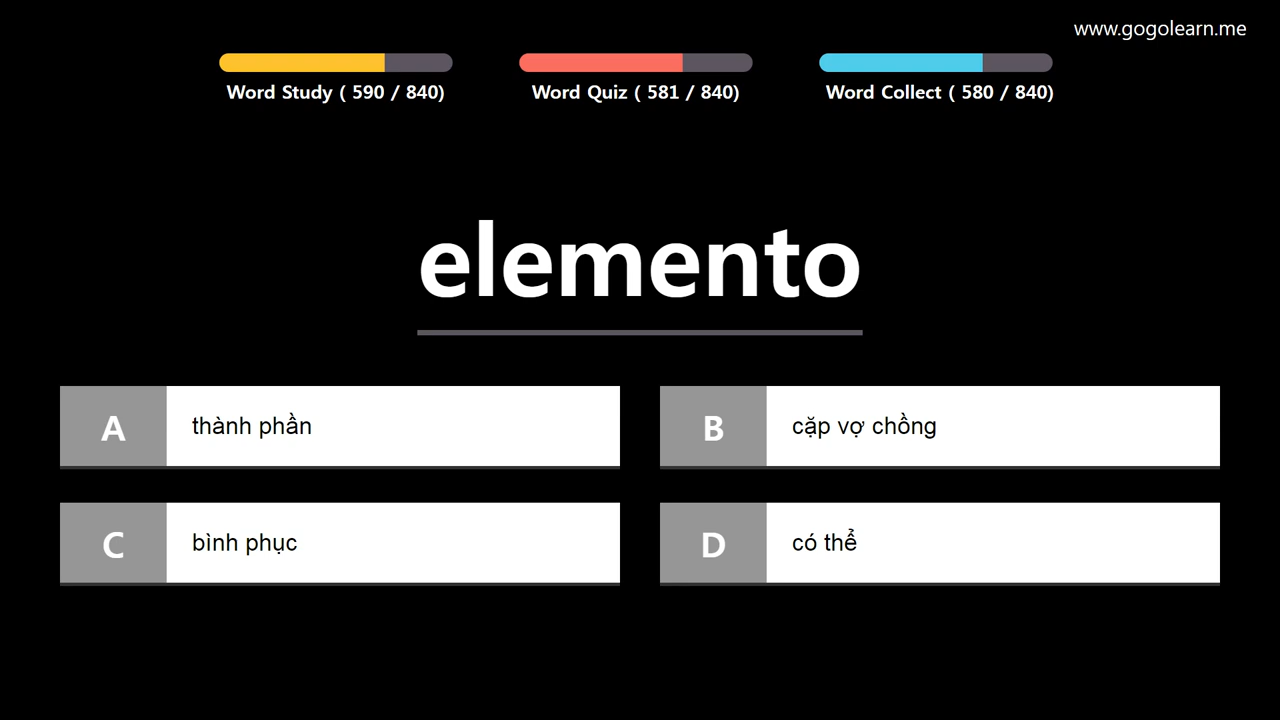 www.gogolearn.me
Word Study ( 590 / 840)
Word Quiz ( 581 / 840)
Word Collect ( 580 / 840)
elemento
A
thành phần
B
cặp vợ chồng
C
bình phục
D
có thể